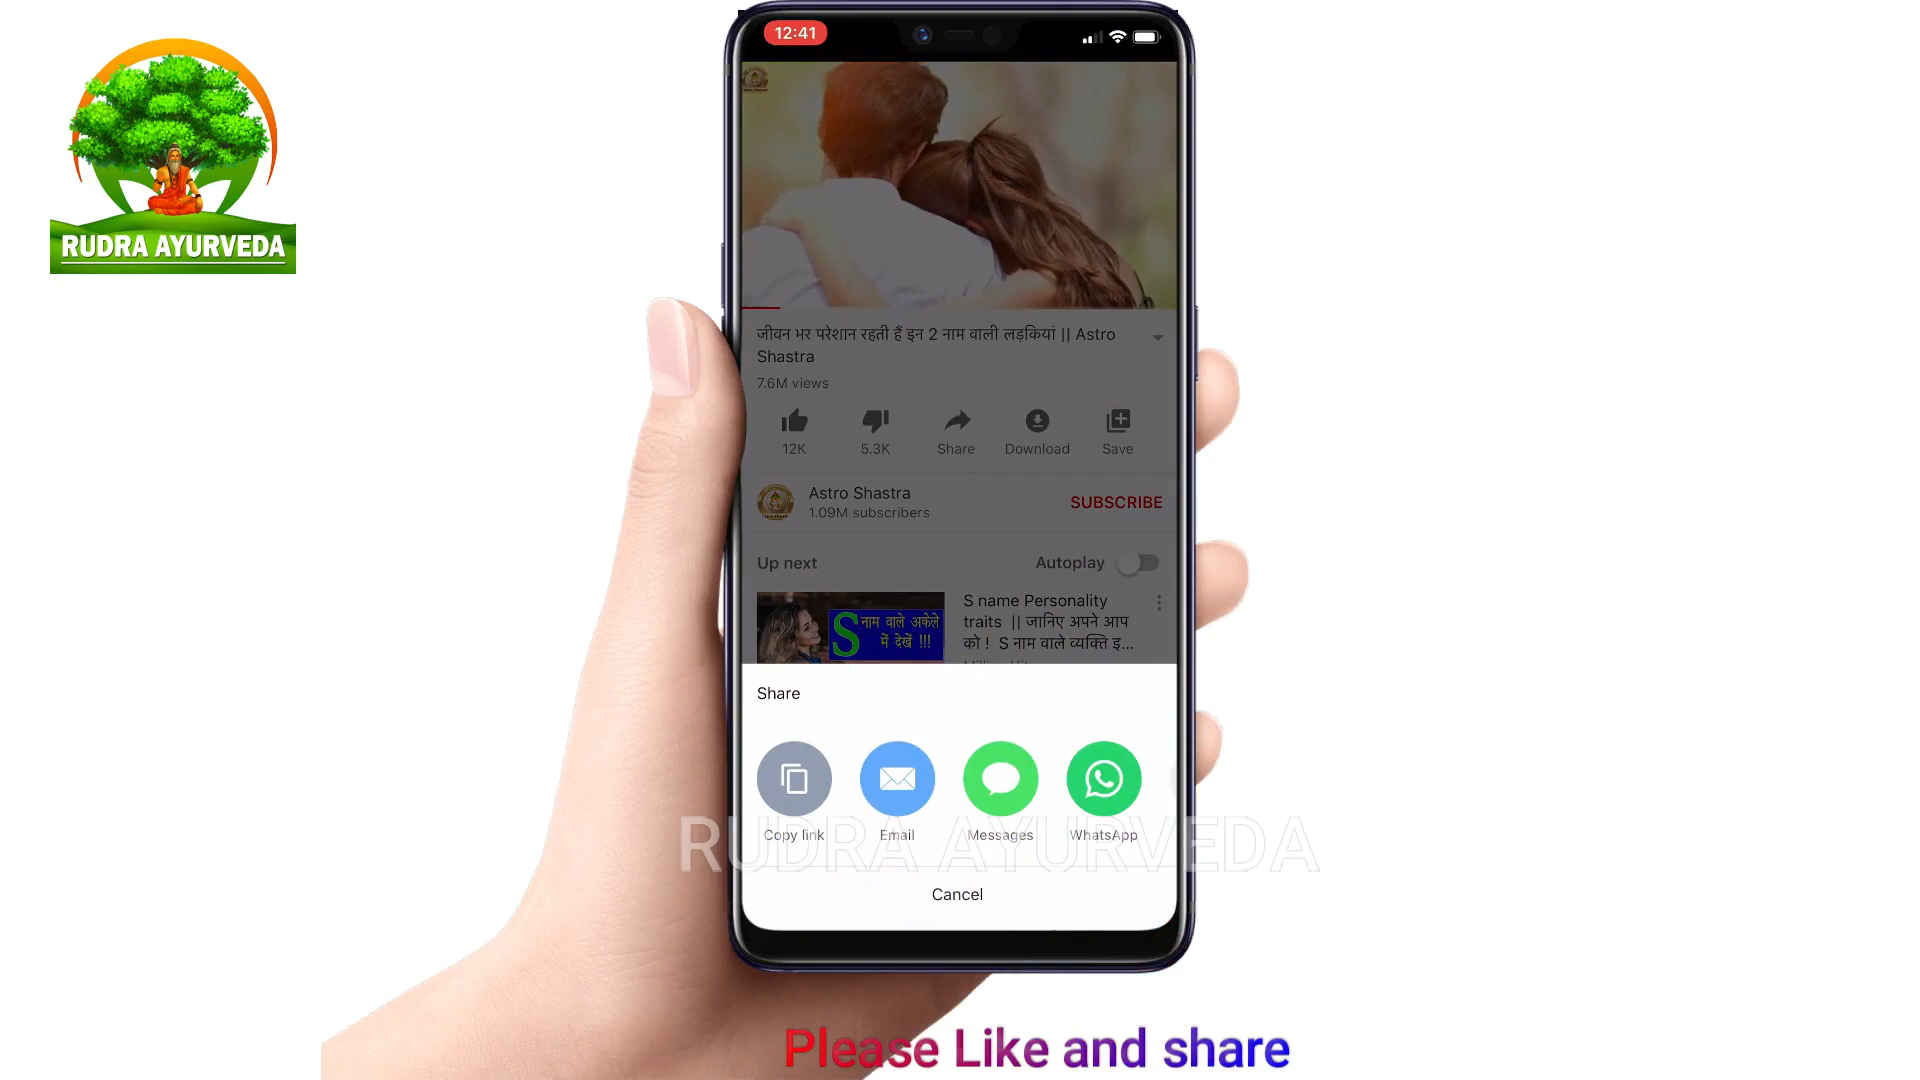 RUDRA AYURVEDA
12:41
जीवन भर परेशान रहती हैं इन 2 नाम वाली लड़कियां || Astro
Shastra
7.6M views
12K
5.3K
Share
Download
Save
Astro Shastra
1.09M subscribers
SUBSCRIBE
Up next
Autoplay
S नाम वाले अकेले
में देखें !!!
S name Personality
traits || जानिए अपने आप
को ! S नाम वाले व्यक्ति इ...
Share
Copy link
Email
Messages
WhatsApp
RUDRA AYURVEDA
Cancel
Please Like and share